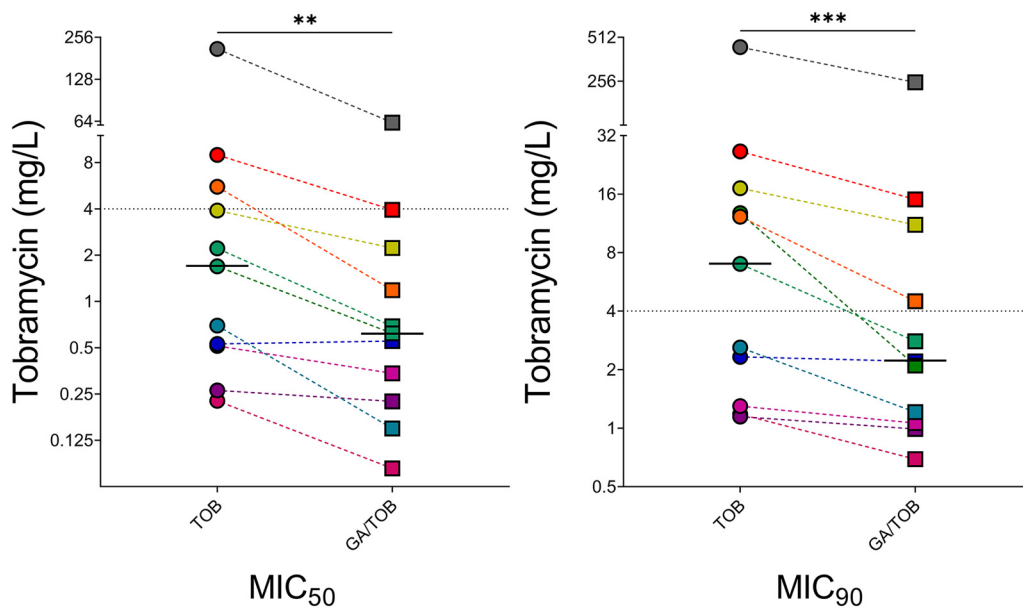 **
256
128
64
8
4
2
1
0.5
0.25
0.125
Tobramycin (mg/L)
TOB
GA/TOB
MIC50
***
512
256
32
16
8
4
2
1
0.5
Tobramycin (mg/L)
TOB
GA/TOB
MIC90